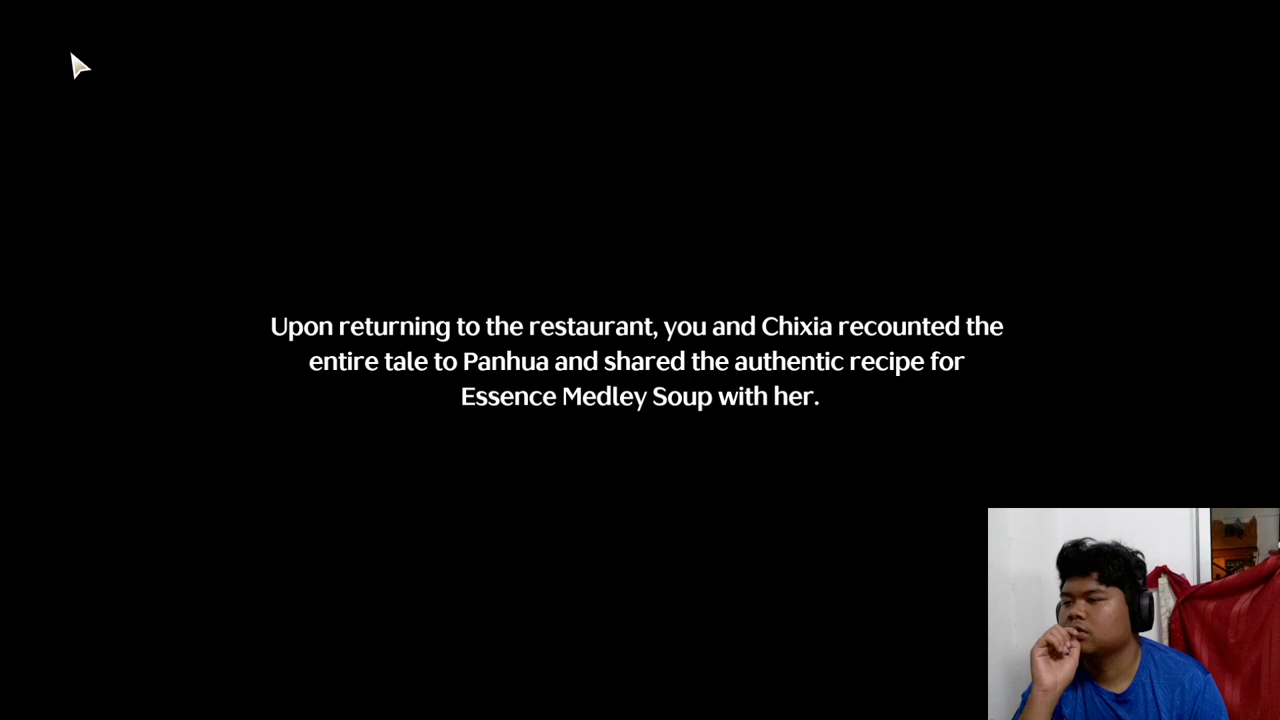 Upon returning to the restaurant, you and Chixia recounted the
entire tale to Panhua and shared the authentic recipe for
Essence Medley Soup with her.